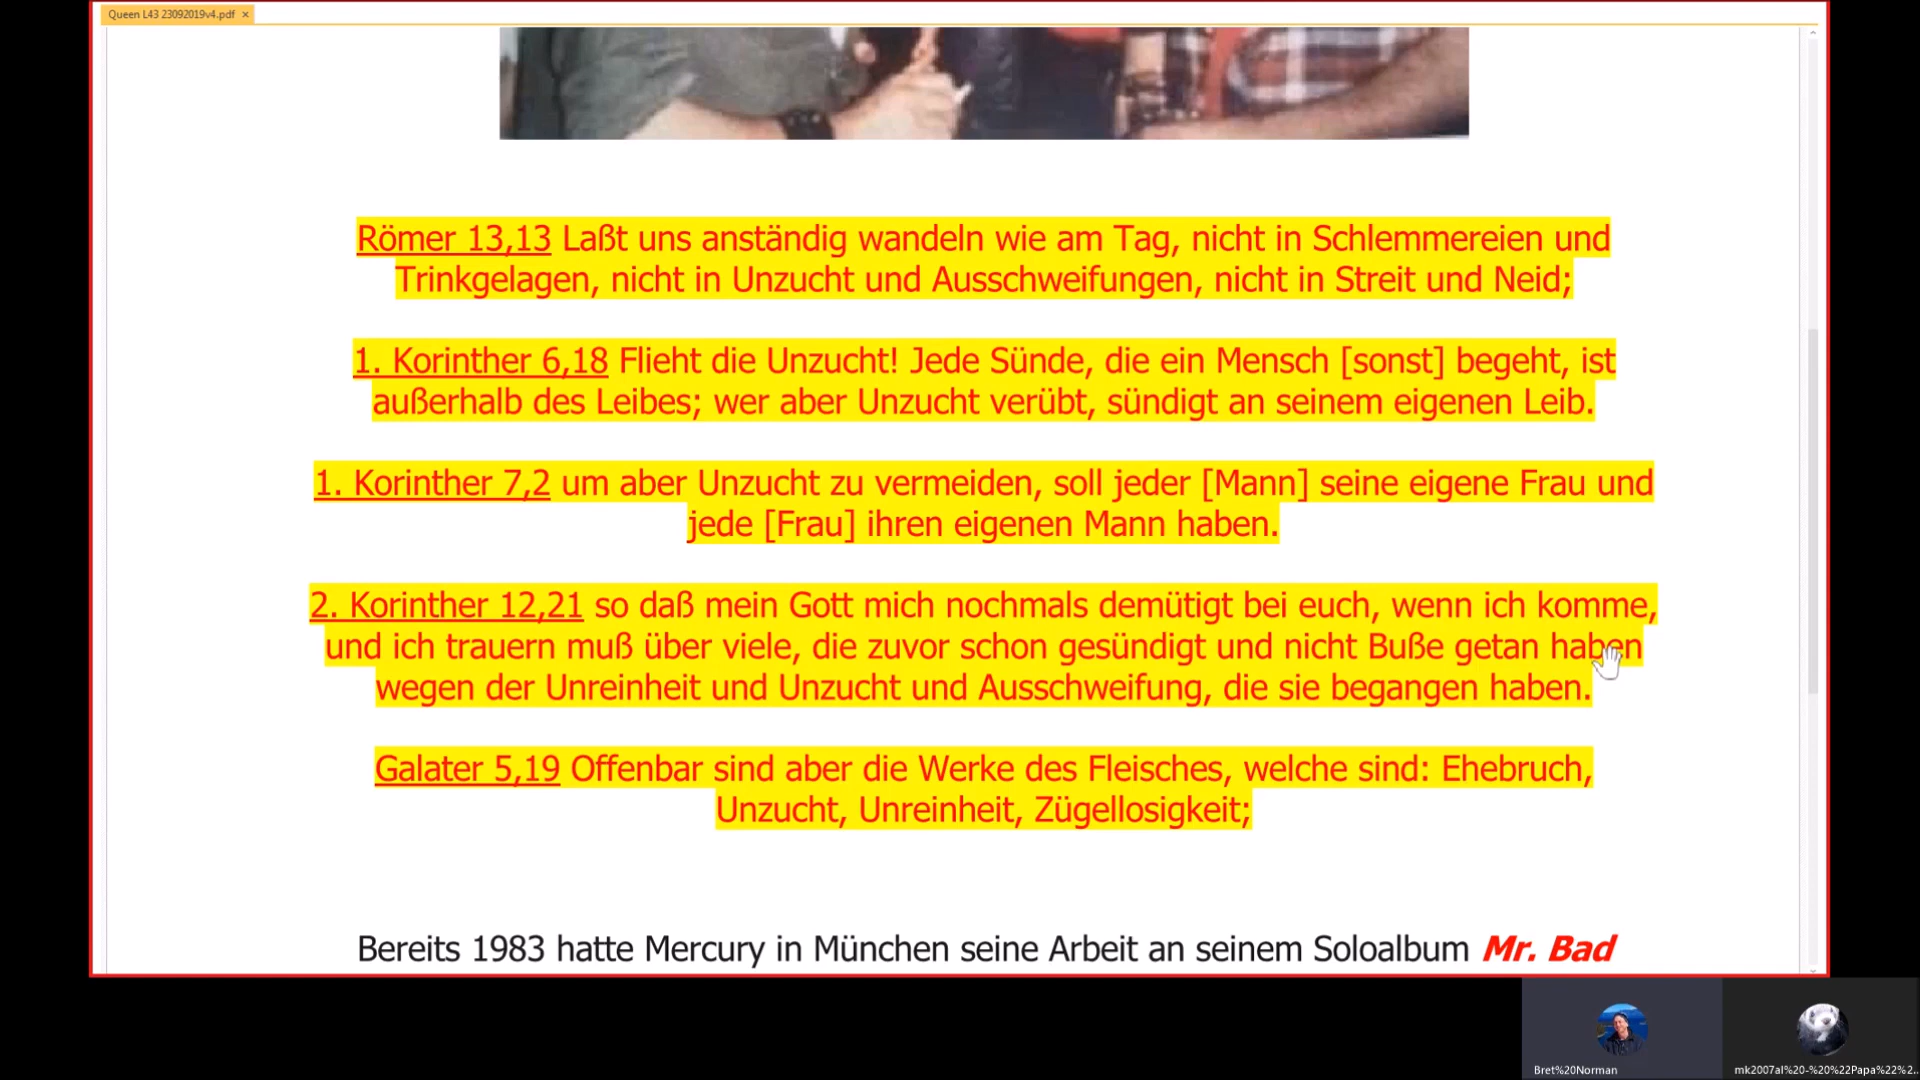 Queen L43 23092019v4.pdf ×
Römer 13,13 Laßt uns anständig wandeln wie am Tag, nicht in Schlemmereien und
Trinkgelagen, nicht in Unzucht und Ausschweifungen, nicht in Streit und Neid;
1. Korinther 6,18 Flieht die Unzucht! Jede Sünde, die ein Mensch [sonst] begeht, ist
außerhalb des Leibes; wer aber Unzucht verübt, sündigt an seinem eigenen Leib.
1. Korinther 7,2 um aber Unzucht zu vermeiden, soll jeder [Mann] seine eigene Frau und
jede [Frau] ihren eigenen Mann haben.
2. Korinther 12,21 so daß mein Gott mich nochmals demütigt bei euch, wenn ich komme,
und ich trauern muß über viele, die zuvor schon gesündigt und nicht Buße getan haben
wegen der Unreinheit und Unzucht und Ausschweifung, die sie begangen haben.
Galater 5,19 Offenbar sind aber die Werke des Fleisches, welche sind: Ehebruch,
Unzucht, Unreinheit, Zügellosigkeit;
Bereits 1983 hatte Mercury in München seine Arbeit an seinem Soloalbum Mr. Bad
Bret%20Norman
mk2007al%20-%20%22Papa%22%2...